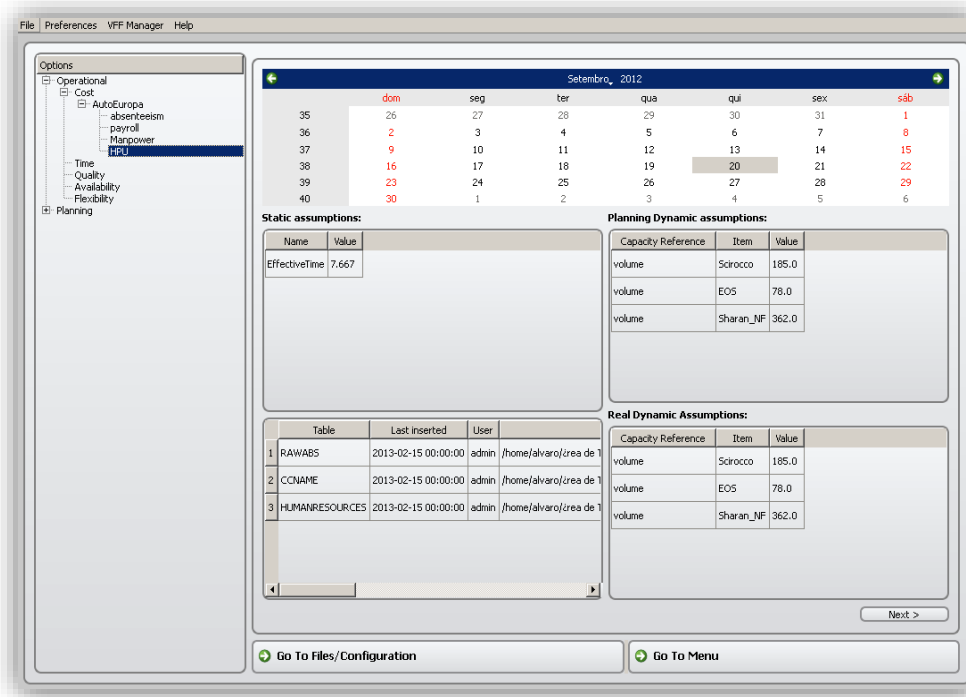 File Preferences VFF Manager Help
Options
Operational
Cost
AutoEuropa
absenteeism
payroll
Manpower
HPU
Time
Quality
Availability
Flexibility
Planning
Setembro, 2012
dom seg ter qua qui sex sáb
35 26 27 28 29 30 31 1
36 2 3 4 5 6 7 8
37 9 10 11 12 13 14 15
38 16 17 18 19 20 21 22
39 23 24 25 26 27 28 29
40 30 1 2 3 4 5 6
Static assumptions:
Name Value
EffectiveTime 7.667
Planning Dynamic assumptions:
Capacity Reference Item Value
volume Scirocco 185.0
volume EOS 78.0
volume Sharan_NF 362.0
Table Last inserted User
1 RAWABS 2013-02-15 00:00:00 admin /home/alvaro/¿rea de T
2 CCNAME 2013-02-15 00:00:00 admin /home/alvaro/¿rea de T
3 HUMANRESOURCES 2013-02-15 00:00:00 admin /home/alvaro/¿rea de T
Real Dynamic Assumptions:
Capacity Reference Item Value
volume Scirocco 185.0
volume EOS 78.0
volume Sharan_NF 362.0
Next >
Go To Files/Configuration
Go To Menu